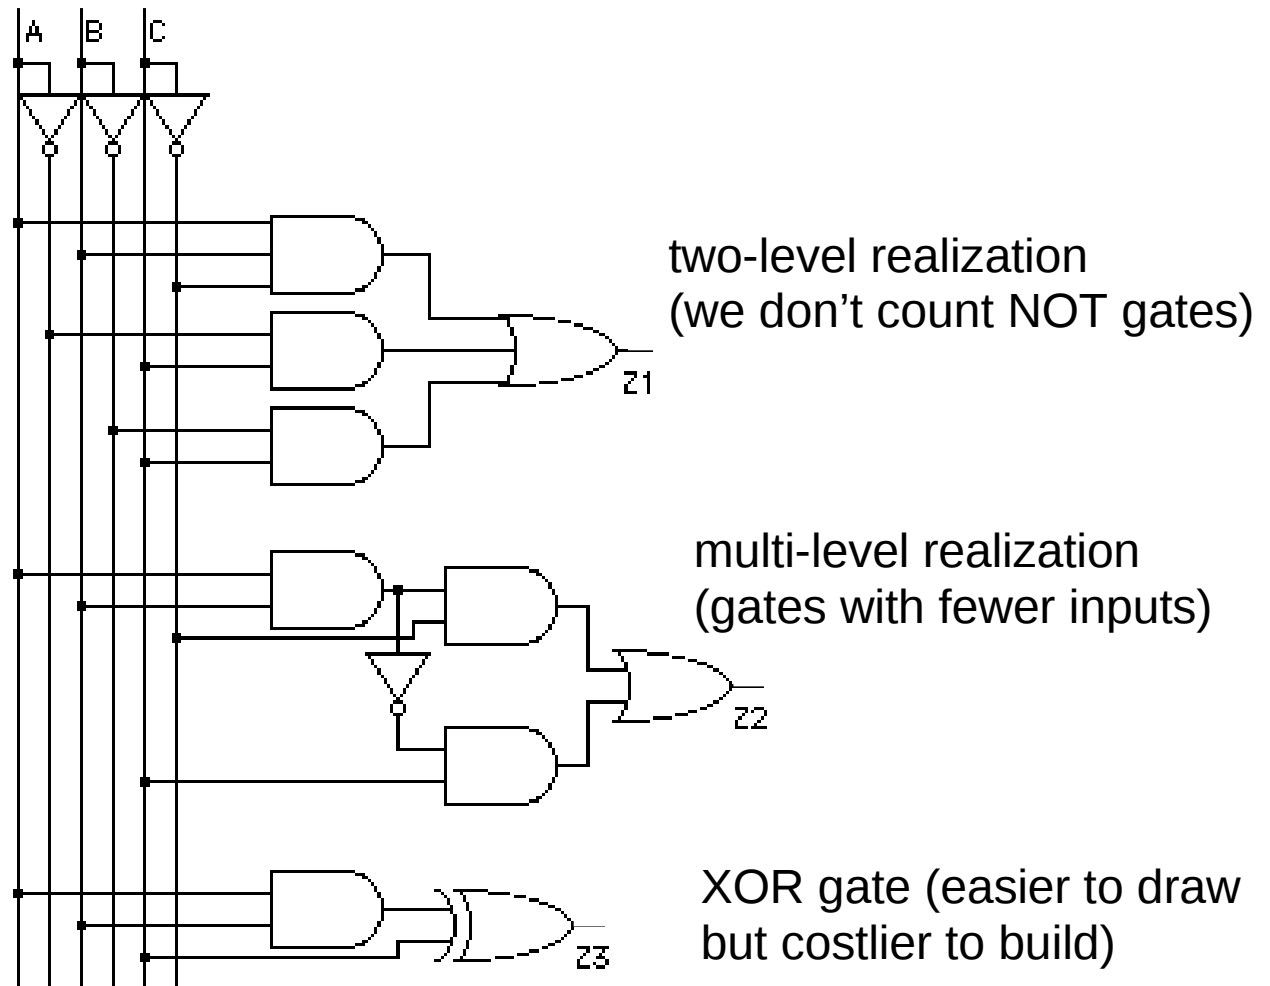 A B C
two-level realization
(we don’t count NOT gates)
Z1
multi-level realization
(gates with fewer inputs)
Z2
XOR gate (easier to draw
but costlier to build)
Z3